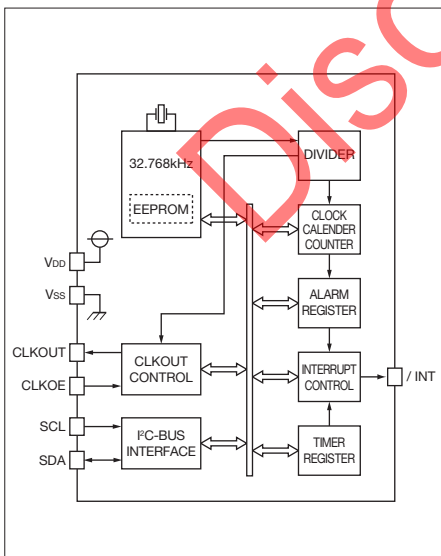 Disc
32.768kHz
EEPROM
DIVIDER
CLOCK
CALENDER
COUNTER
VDD
VSS
ALARM
REGISTER
CLKOUT
CLKOE
CLKOUT
CONTROL
INTERRUPT
CONTROL
/ INT
SCL
SDA
I²C-BUS
INTERFACE
TIMER
REGISTER